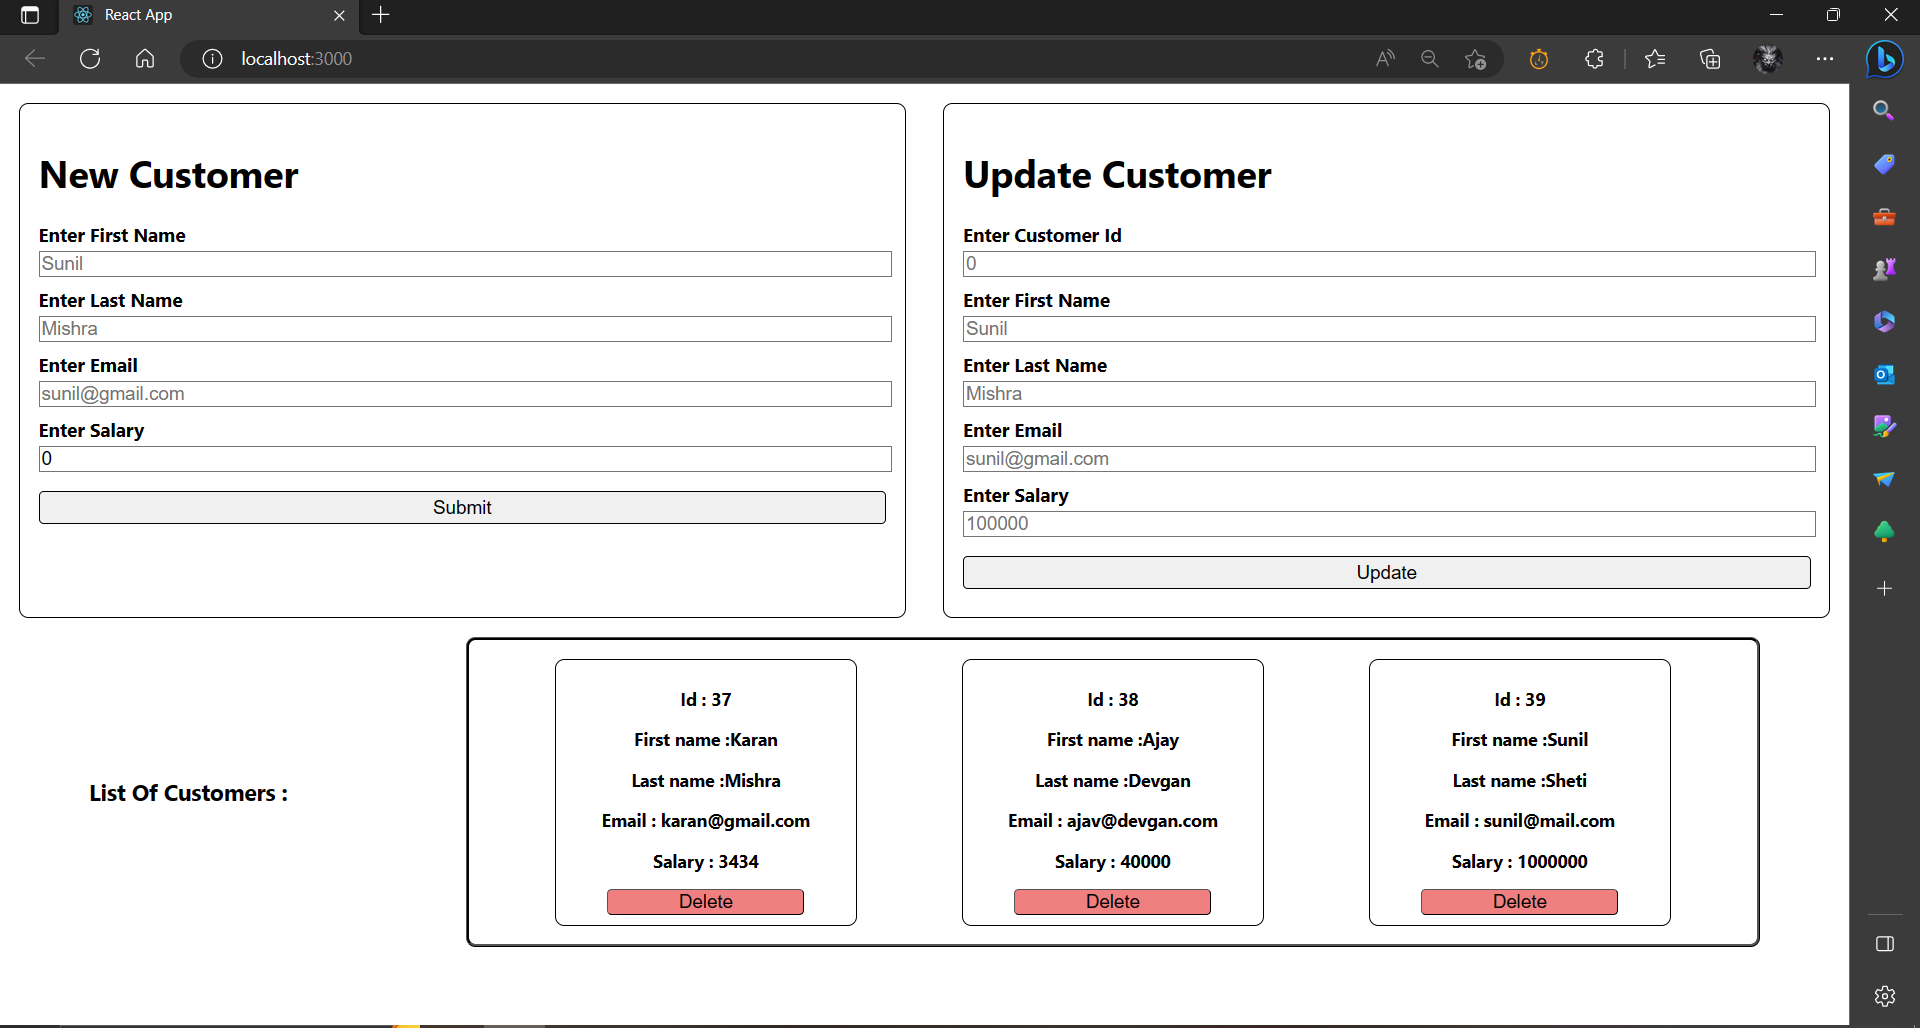 React App
localhost:3000
New Customer
Enter First Name
Sunil
Enter Last Name
Mishra
Enter Email
sunil@gmail.com
Enter Salary
0
Submit
Update Customer
Enter Customer Id
0
Enter First Name
Sunil
Enter Last Name
Mishra
Enter Email
sunil@gmail.com
Enter Salary
100000
Update
List Of Customers :
Id : 37
First name :Karan
Last name :Mishra
Email : karan@gmail.com
Salary : 3434
Delete
Id : 38
First name :Ajay
Last name :Devgan
Email : ajav@devgan.com
Salary : 40000
Delete
Id : 39
First name :Sunil
Last name :Sheti
Email : sunil@mail.com
Salary : 1000000
Delete